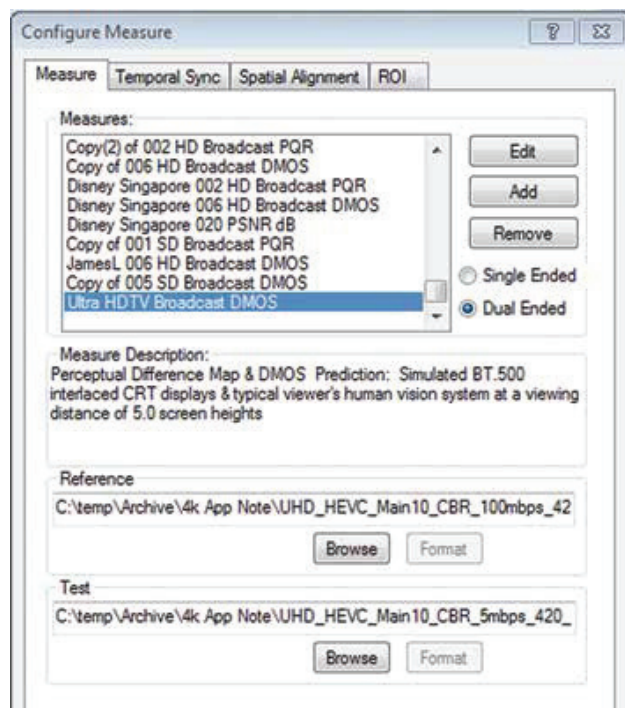 Configure Measure
Measure Temporal Sync Spatial Alignment ROI
Measures:
Copy(2) of 002 HD Broadcast PQR
Copy of 006 HD Broadcast DMOS
Disney Singapore 002 HD Broadcast PQR
Disney Singapore 006 HD Broadcast DMOS
Disney Singapore 020 PSNR dB
Copy of 001 SD Broadcast PQR
JamesL 006 HD Broadcast DMOS
Copy of 005 SD Broadcast DMOS
Ultra HDTV Broadcast DMOS
Edit
Add
Remove
Single Ended
Dual Ended
Measure Description:
Perceptual Difference Map & DMOS Prediction: Simulated BT.500
interlaced CRT displays & typical viewer's human vision system at a viewing
distance of 5.0 screen heights
Reference
C:\temp\Archive\4k App Note\UHD_HEVC_Main10_CBR_100mbps_42
Browse Format
Test
C:\temp\Archive\4k App Note\UHD_HEVC_Main10_CBR_5mbps_420_
Browse Format